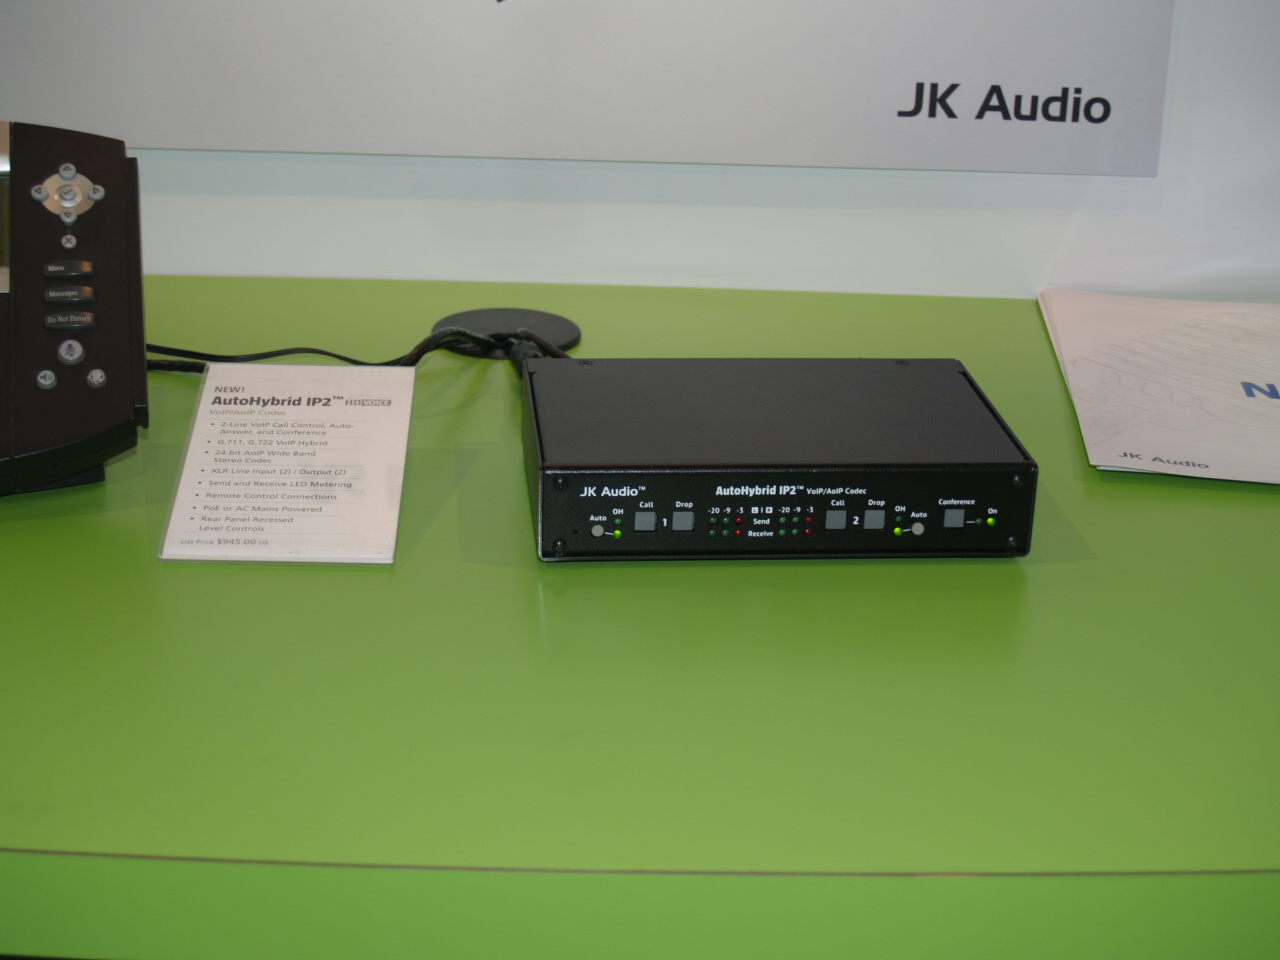 JK Audio
Menu
Messages
Do Not Disturb
NEW!
AutoHybrid IP2™ HD VOICE
VoIP/AoIP Codec
• 2-Line VoIP Call Control, Auto-
Answer, and Conference
• G.711, G.722 VoIP Hybrid
• 24-bit AoIP Wide Band
Stereo Codec
• XLR Line Input (2) / Output (2)
• Send and Receive LED Metering
• Remote Control Connections
• PoE or AC Mains Powered
• Rear Panel Recessed
Level Controls
List Price $945.00 US
JK Audio™
AutoHybrid IP2™ VoIP/AoIP Codec
Auto OH Call 1 Drop
-20 -9 -3 L R -20 -9 -3
Send
Receive
Call 2 Drop OH Auto
Conference On
N
JK Audio